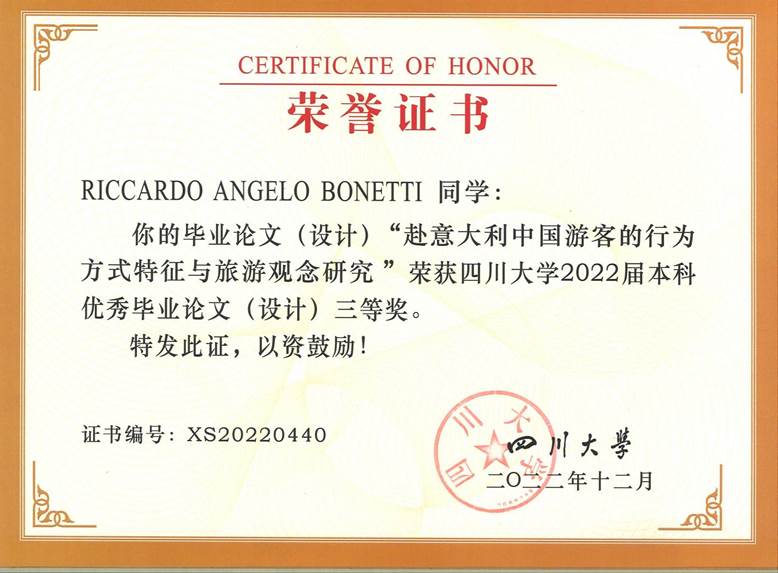 CERTIFICATE OF HONOR
荣誉证书
RICCARDO ANGELO BONETTI 同学：
你的毕业论文（设计）“赴意大利中国游客的行为
方式特征与旅游观念研究”荣获四川大学2022届本科
优秀毕业论文（设计）三等奖。
特发此证，以资鼓励！
证书编号：XS20220440
四川大学
四川大學
二〇二二年十二月